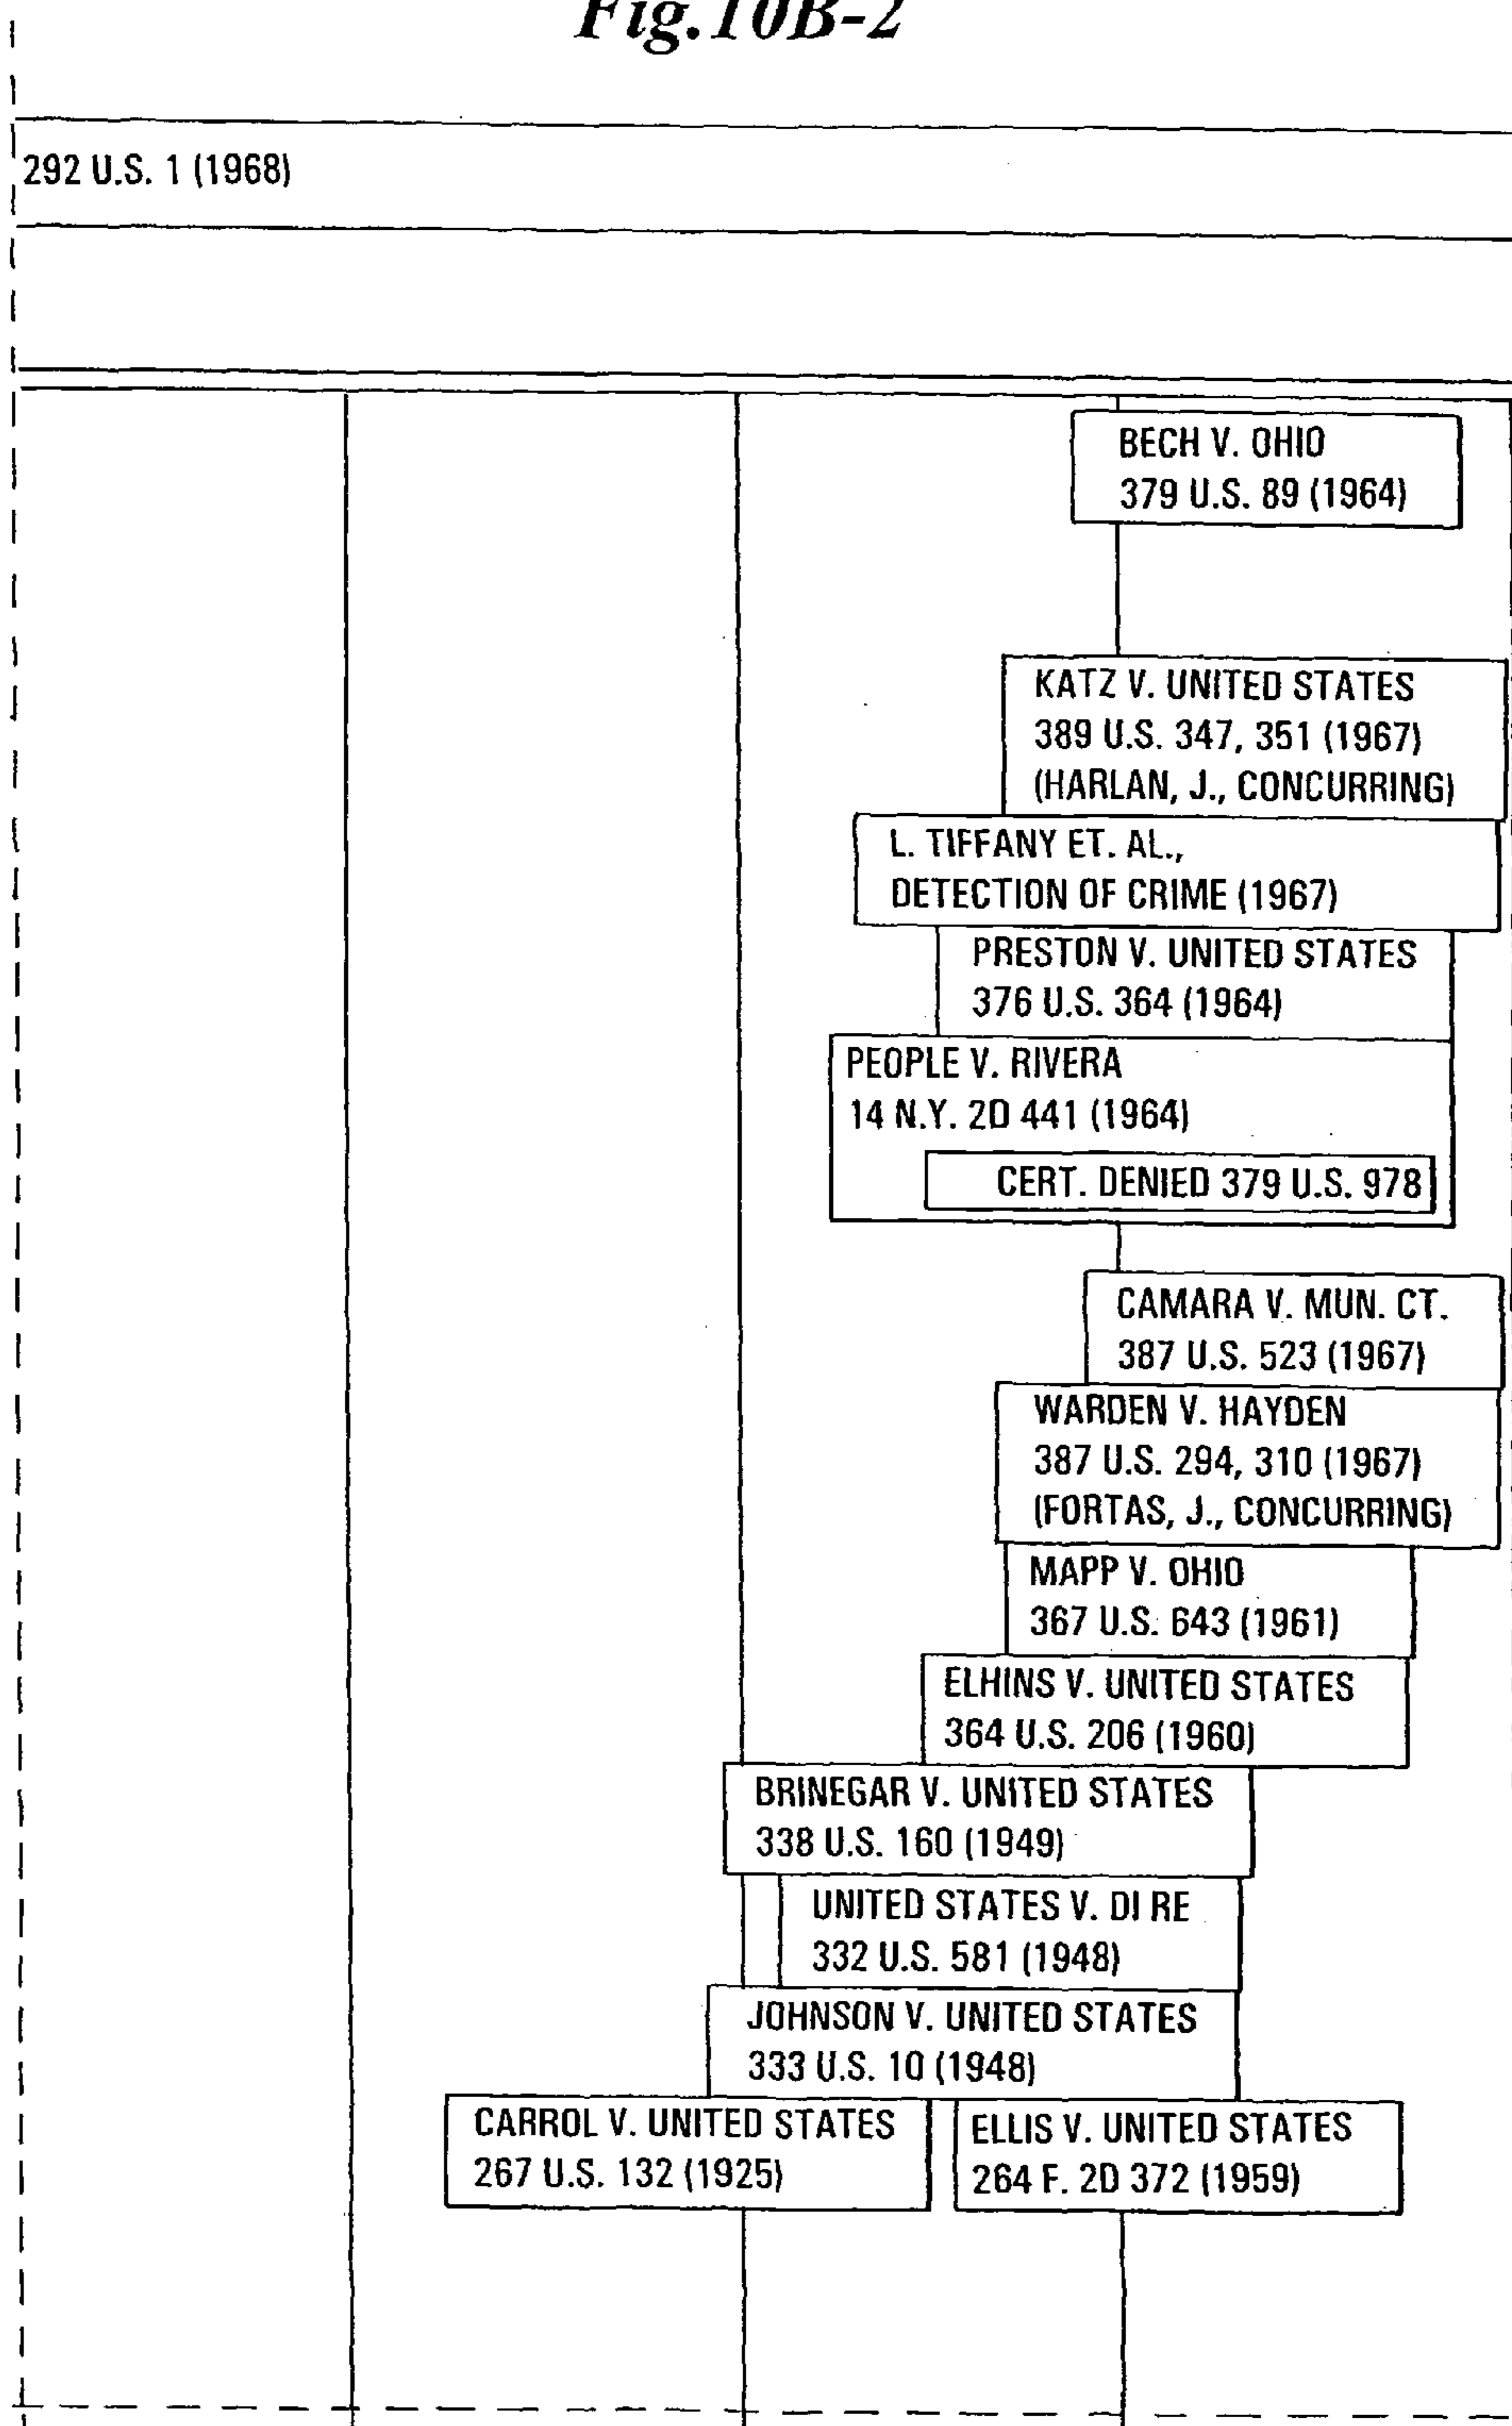 Fig.10B-2
292 U.S. 1 (1968)
BECH V. OHIO
379 U.S. 89 (1964)
KATZ V. UNITED STATES
389 U.S. 347, 351 (1967)
(HARLAN, J., CONCURRING)
L. TIFFANY ET. AL.,
DETECTION OF CRIME (1967)
PRESTON V. UNITED STATES
376 U.S. 364 (1964)
PEOPLE V. RIVERA
14 N.Y. 2D 441 (1964)
CERT. DENIED 379 U.S. 978
CAMARA V. MUN. CT.
387 U.S. 523 (1967)
WARDEN V. HAYDEN
387 U.S. 294, 310 (1967)
(FORTAS, J., CONCURRING)
MAPP V. OHIO
367 U.S. 643 (1961)
ELHINS V. UNITED STATES
364 U.S. 206 (1960)
BRINEGAR V. UNITED STATES
338 U.S. 160 (1949)
UNITED STATES V. DI RE
332 U.S. 581 (1948)
JOHNSON V. UNITED STATES
333 U.S. 10 (1948)
CARROL V. UNITED STATES
267 U.S. 132 (1925)
ELLIS V. UNITED STATES
264 F. 2D 372 (1959)